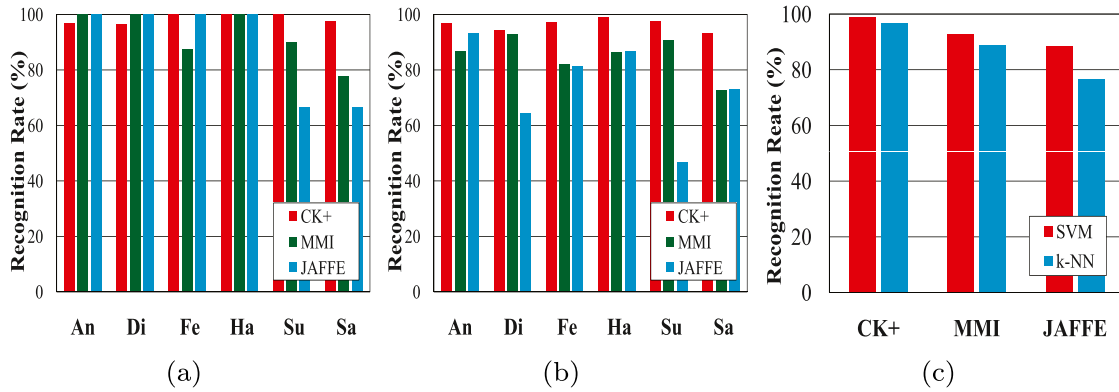 Recognition Rate (%)
100
80
60
40
20
0
CK+
MMI
JAFFE
An Di Fe Ha Su Sa
(a)
Recognition Rate (%)
100
80
60
40
20
0
CK+
MMI
JAFFE
An Di Fe Ha Su Sa
(b)
Recognition Reate (%)
100
80
60
40
20
0
SVM
k-NN
CK+ MMI JAFFE
(c)